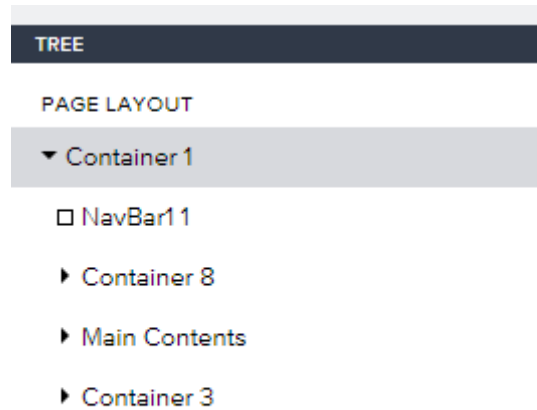 TREE
PAGE LAYOUT
Container 1
NavBar11
Container 8
Main Contents
Container 3